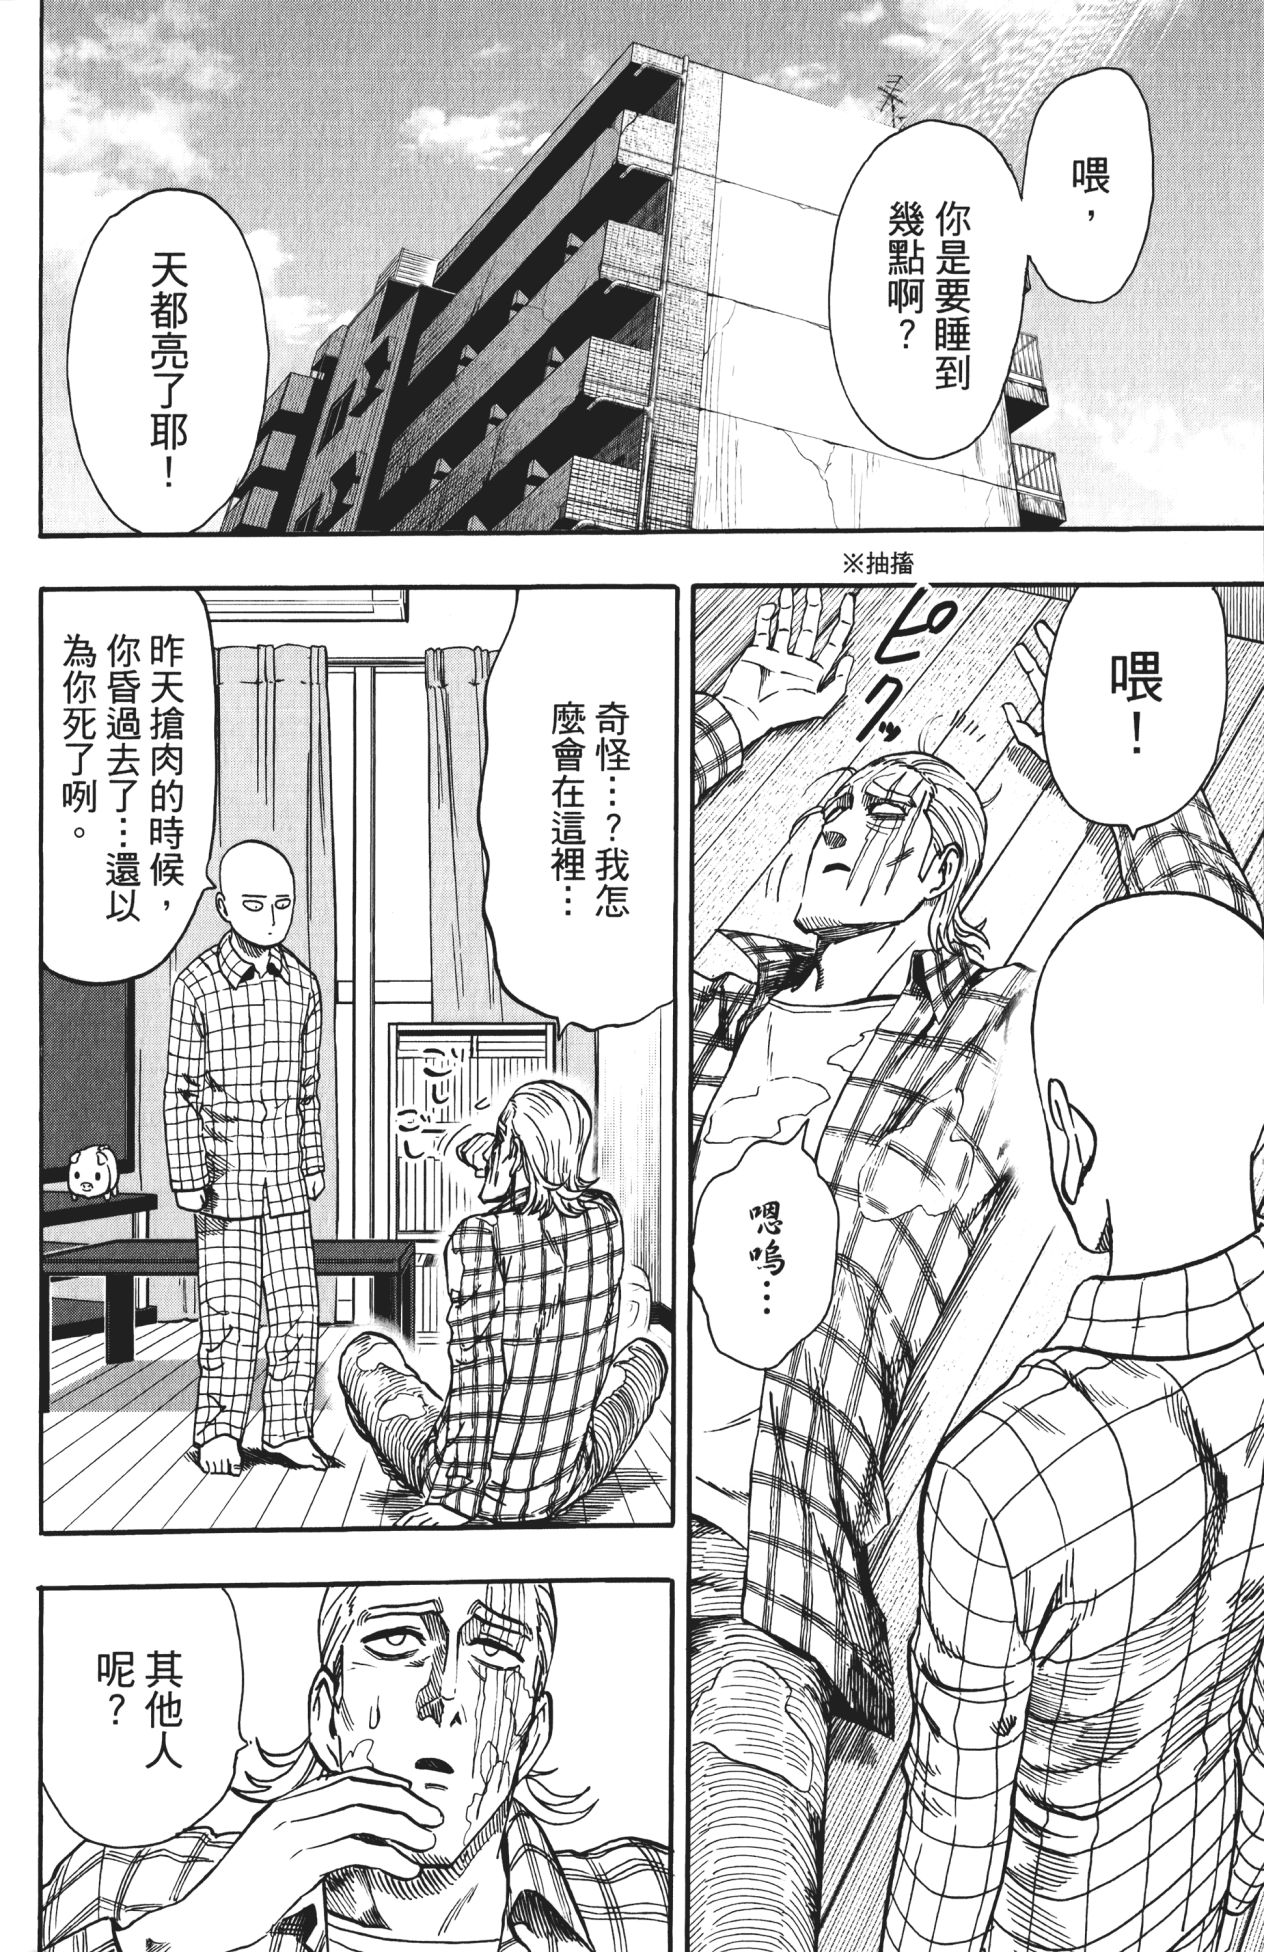 喂，
你是要睡到
幾點啊？
天都亮了耶！
※抽搐
ピクッ
喂！
嗯嗚…
奇怪…？我怎
麼會在這裡…
ごし
ごし
昨天搶肉的時候，
你昏過去了…還以
為你死了咧。
其他人
呢？